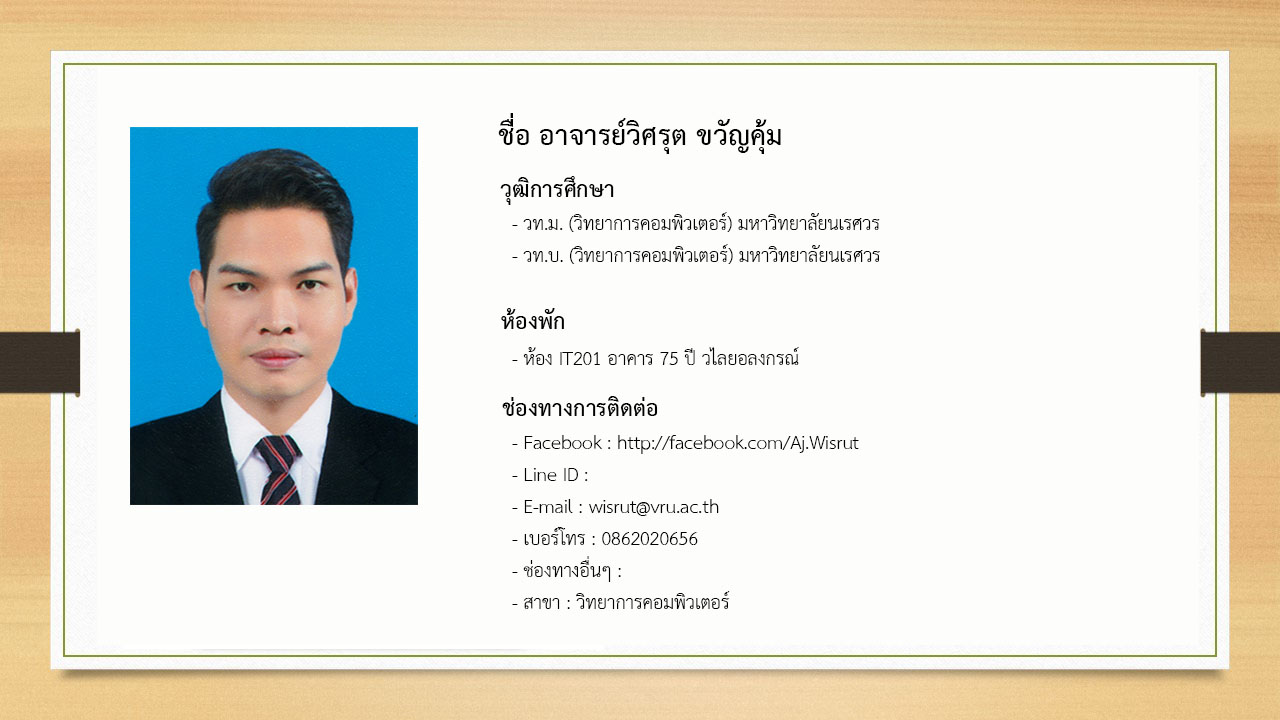 ชื่อ อาจารย์วิศรุต ขวัญคุ้ม
วุฒิการศึกษา
- วท.ม. (วิทยาการคอมพิวเตอร์) มหาวิทยาลัยนเรศวร
- วท.บ. (วิทยาการคอมพิวเตอร์) มหาวิทยาลัยนเรศวร
ห้องพัก
- ห้อง IT201 อาคาร 75 ปี วไลยอลงกรณ์
ช่องทางการติดต่อ
- Facebook : http://facebook.com/Aj.Wisrut
- Line ID :
- E-mail : wisrut@vru.ac.th
- เบอร์โทร : 0862020656
- ช่องทางอื่นๆ :
- สาขา : วิทยาการคอมพิวเตอร์